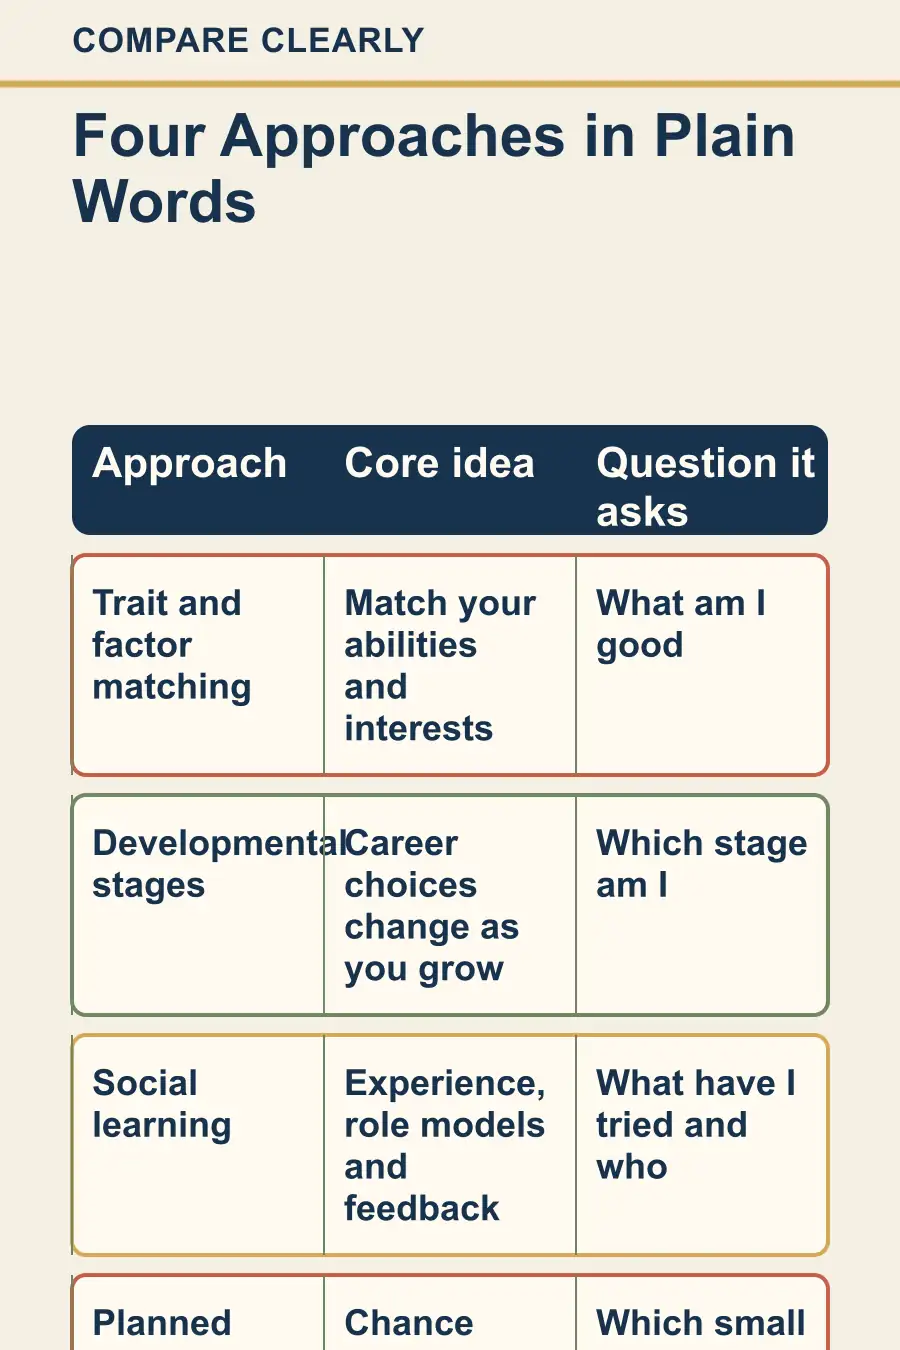 COMPARE CLEARLY
Four Approaches in Plain
Words
Approach
Core idea
Question it
asks
Trait and
factor
matching
Match your
abilities
and
interests
What am I
good
Developmental
stages
Career
choices
change as
you grow
Which stage
am I
Social
learning
Experience,
role models
and
feedback
What have I
tried and
who
Planned
Chance
Which small